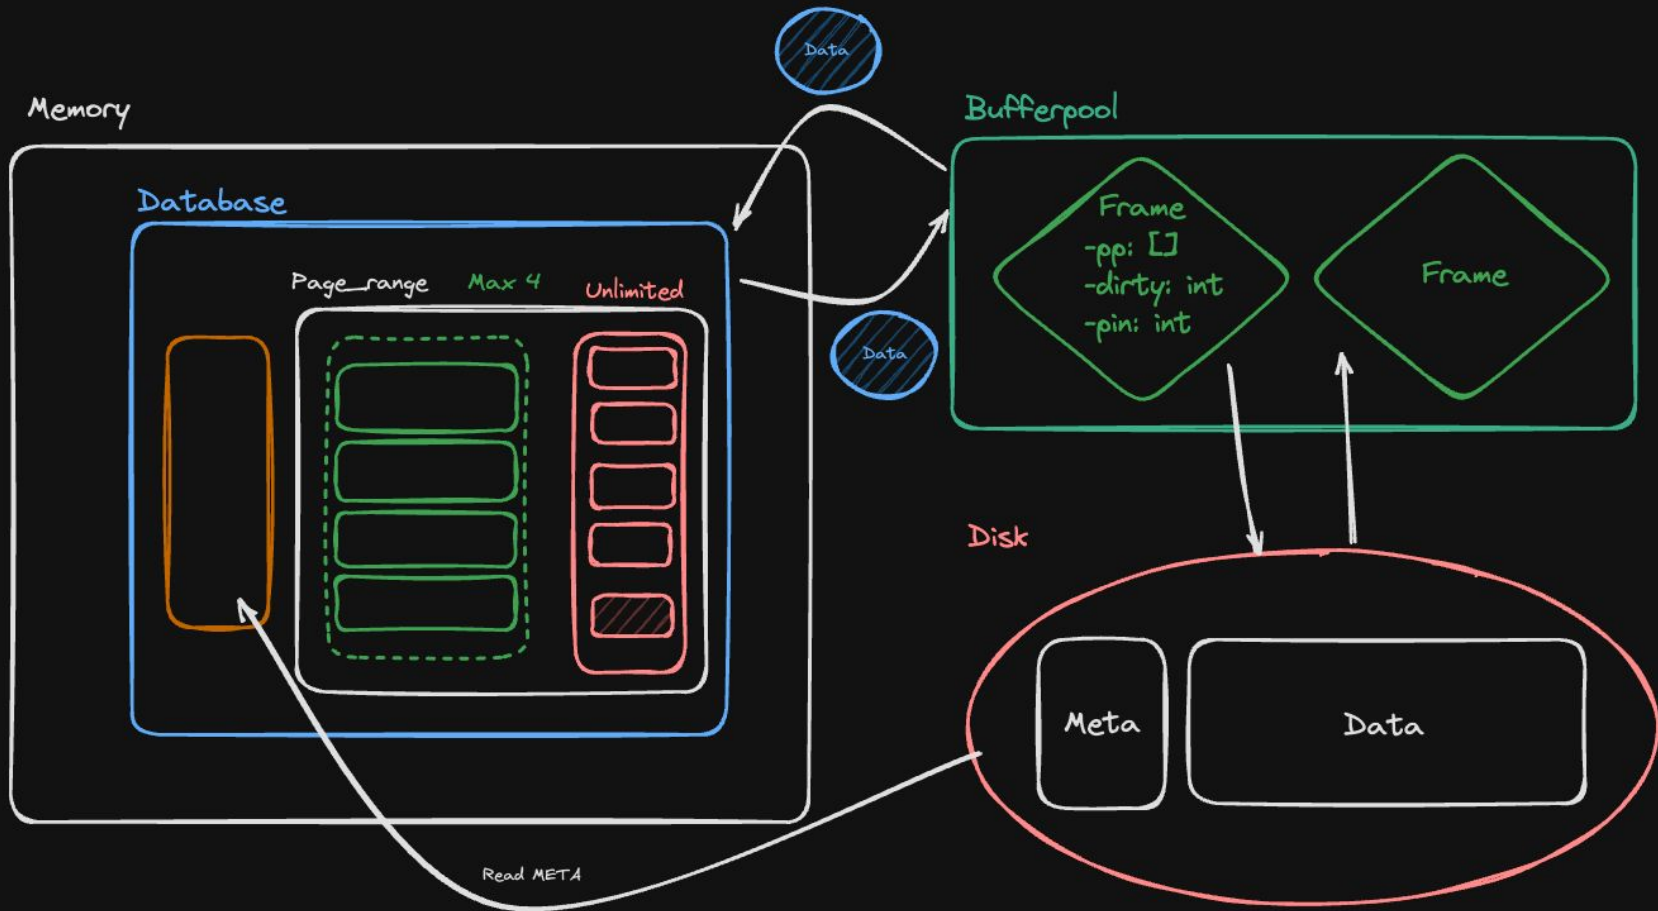 Data
Memory
Bufferpool
Database
Frame
-pp: []
-dirty: int
-pin: int
Frame
Page_range Max 4 Unlimited
Data
Disk
Meta
Data
Read META